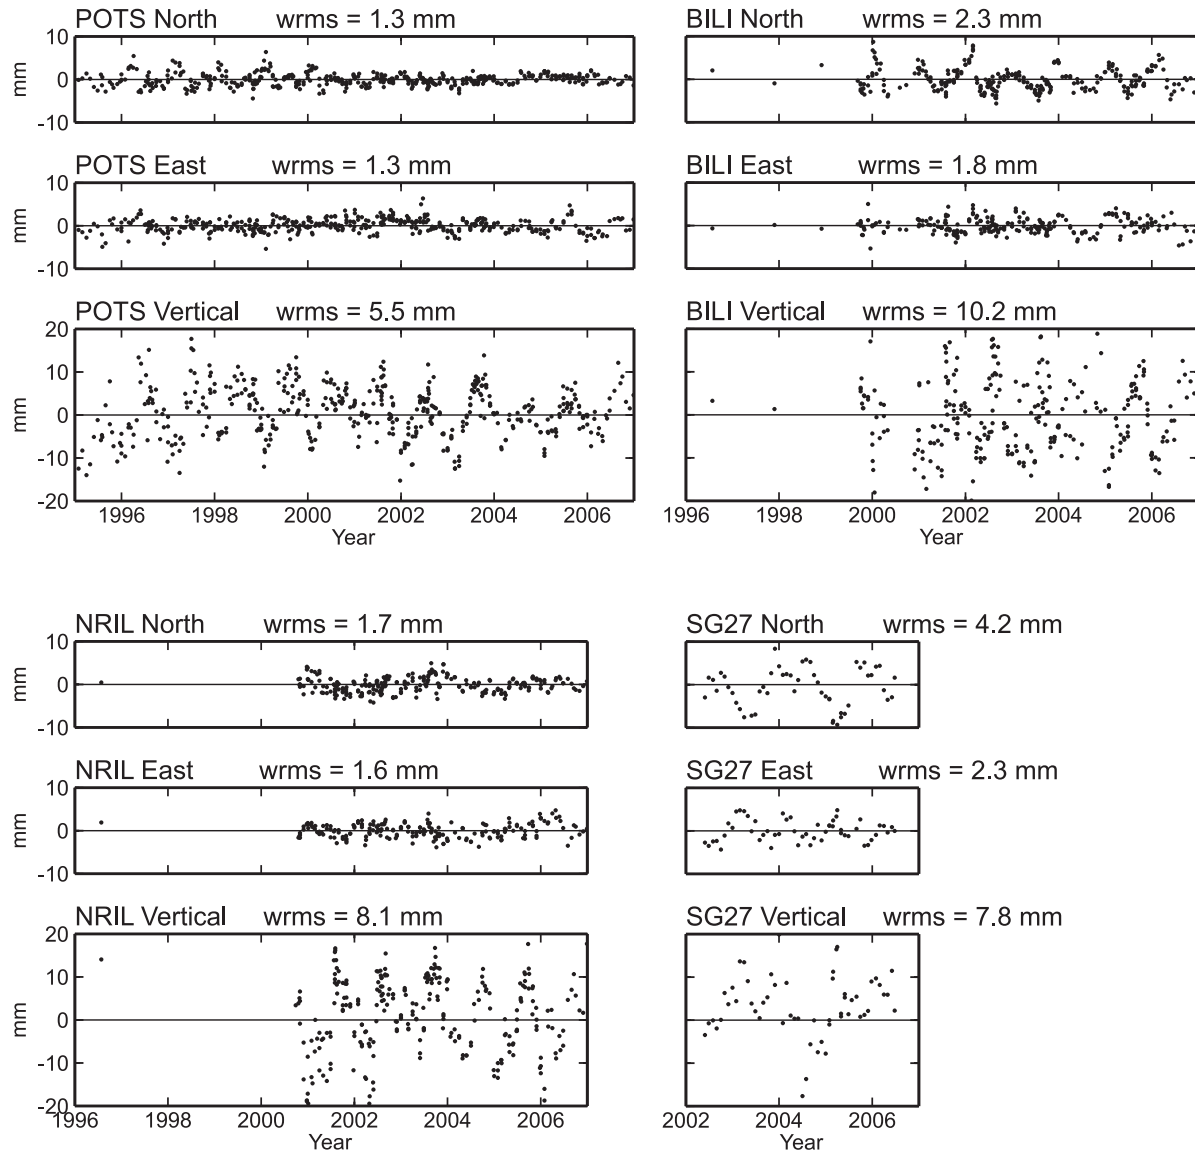 POTS North wrms = 1.3 mm
10
0
-10
mm
POTS East wrms = 1.3 mm
10
0
-10
mm
POTS Vertical wrms = 5.5 mm
20
10
0
-10
-20
mm
1996 1998 2000 2002 2004 2006
Year
BILI North wrms = 2.3 mm
BILI East wrms = 1.8 mm
BILI Vertical wrms = 10.2 mm
1996 1998 2000 2002 2004 2006
Year
NRIL North wrms = 1.7 mm
10
0
-10
mm
NRIL East wrms = 1.6 mm
10
0
-10
mm
NRIL Vertical wrms = 8.1 mm
20
10
0
-10
-20
mm
1996 1998 2000 2002 2004 2006
Year
SG27 North wrms = 4.2 mm
SG27 East wrms = 2.3 mm
SG27 Vertical wrms = 7.8 mm
2002 2004 2006
Year